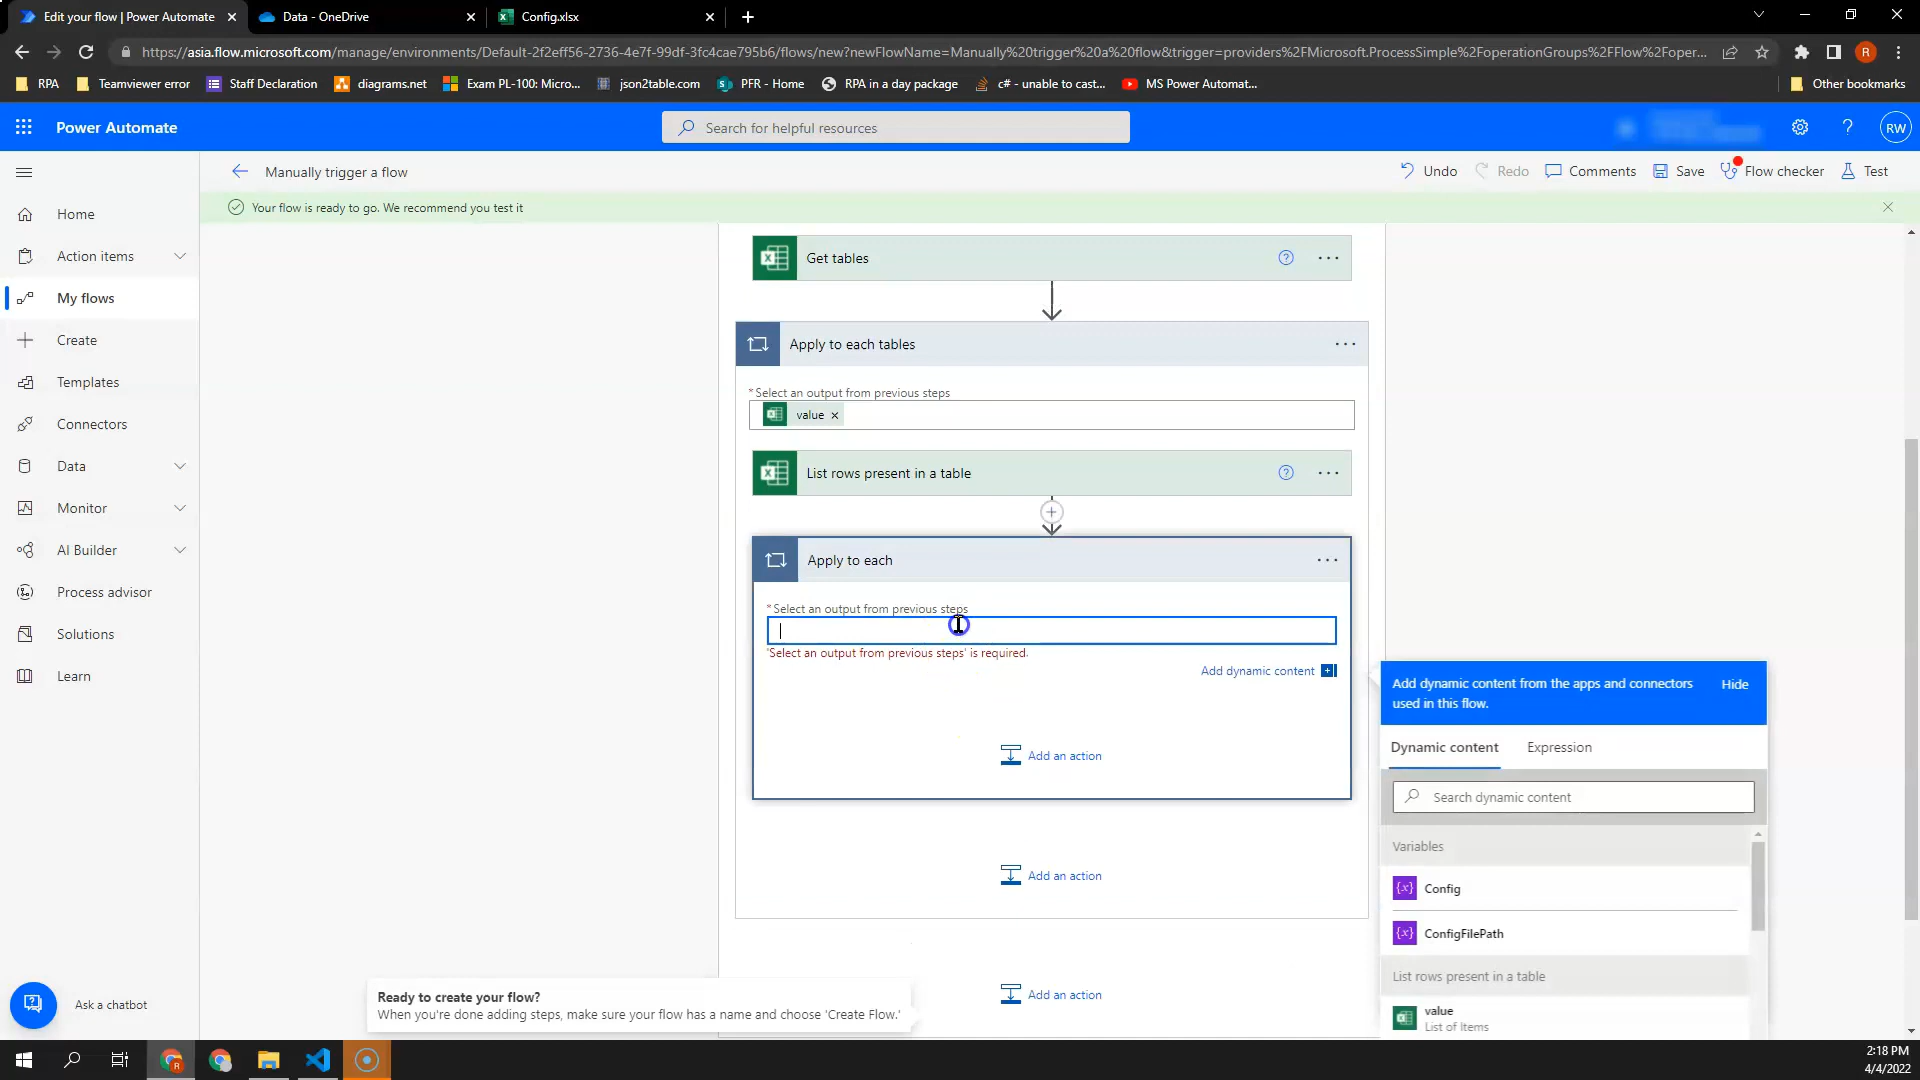 Edit your flow | Power Automate
Data - OneDrive
Config.xlsx
https://asia.flow.microsoft.com/manage/environments/Default-2f2eff56-2736-4e7f-99df-3fc4cae795b6/flows/new?newFlowName=Manually%20trigger%20a%20flow&trigger=providers%2FMicrosoft.ProcessSimple%2FoperationGroups%2FFlow%2Foper...
R
RPA
Teamviewer error
Staff Declaration
diagrams.net
Exam PL-100: Micro...
json2table.com
PFR - Home
RPA in a day package
c# - unable to cast...
MS Power Automat...
Other bookmarks
Power Automate
Search for helpful resources
RW
Manually trigger a flow
Undo
Redo
Comments
Save
Flow checker
Test
Your flow is ready to go. We recommend you test it
Home
Action items
My flows
Create
Templates
Connectors
Data
Monitor
AI Builder
Process advisor
Solutions
Learn
Ask a chatbot
Get tables
Apply to each tables
*Select an output from previous steps
value
List rows present in a table
Apply to each
*Select an output from previous steps
'Select an output from previous steps' is required.
Add dynamic content
Add an action
Add an action
Add an action
Ready to create your flow?
When you're done adding steps, make sure your flow has a name and choose 'Create Flow.'
Add dynamic content from the apps and connectors
used in this flow.
Hide
Dynamic content
Expression
Search dynamic content
Variables
Config
ConfigFilePath
List rows present in a table
value
List of Items
2:18 PM
4/4/2022